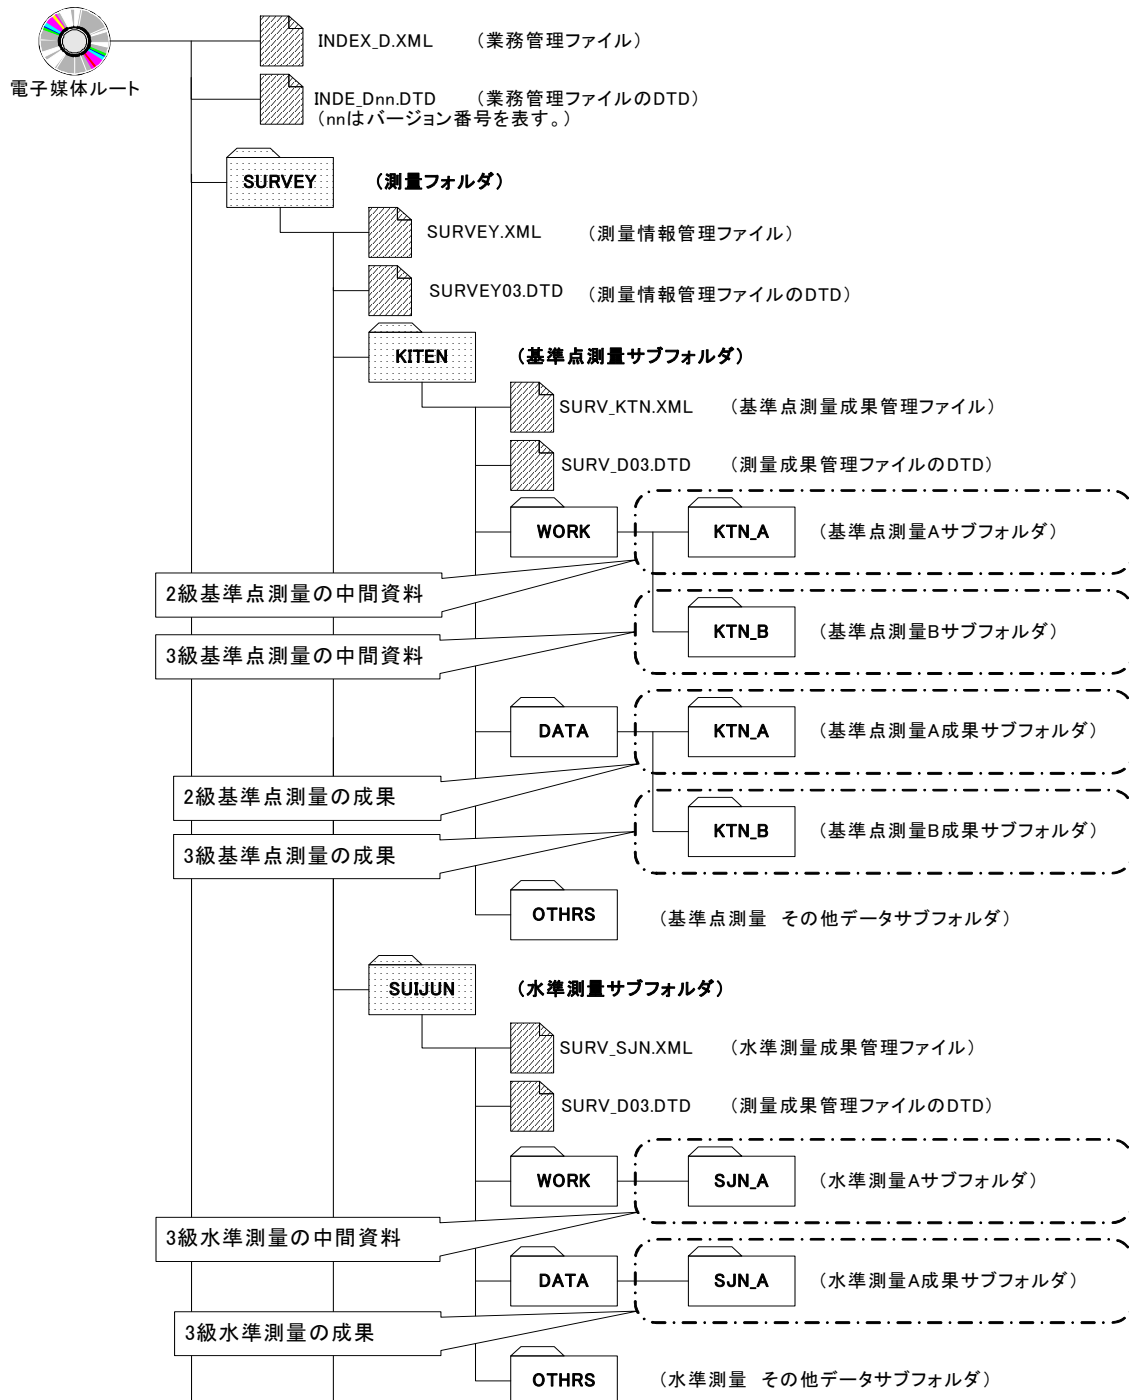 電子媒体ルート
INDEX_D.XML （業務管理ファイル）
INDE_Dnn.DTD （業務管理ファイルのDTD）
（nnはバージョン番号を表す。）
SURVEY （測量フォルダ）
SURVEY.XML （測量情報管理ファイル）
SURVEY03.DTD （測量情報管理ファイルのDTD）
KITEN （基準点測量サブフォルダ）
SURV_KTN.XML （基準点測量成果管理ファイル）
SURV_D03.DTD （測量成果管理ファイルのDTD）
WORK KTN_A （基準点測量Aサブフォルダ）
2級基準点測量の中間資料
KTN_B （基準点測量Bサブフォルダ）
3級基準点測量の中間資料
DATA KTN_A （基準点測量A成果サブフォルダ）
2級基準点測量の成果
KTN_B （基準点測量B成果サブフォルダ）
3級基準点測量の成果
OTHRS （基準点測量 その他データサブフォルダ）
SUIJUN （水準測量サブフォルダ）
SURV_SJN.XML （水準測量成果管理ファイル）
SURV_D03.DTD （測量成果管理ファイルのDTD）
WORK SJN_A （水準測量Aサブフォルダ）
3級水準測量の中間資料
DATA SJN_A （水準測量A成果サブフォルダ）
3級水準測量の成果
OTHRS （水準測量 その他データサブフォルダ）